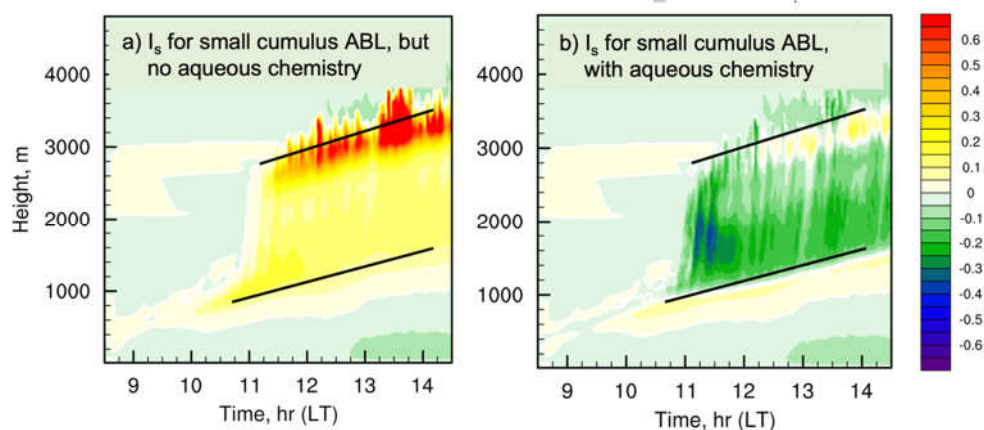 a) Is for small cumulus ABL, but
no aqueous chemistry
b) Is for small cumulus ABL,
with aqueous chemistry
Height, m
4000
3000
2000
1000
9 10 11 12 13 14
Time, hr (LT)
4000
3000
2000
1000
9 10 11 12 13 14
Time, hr (LT)
0.6
0.5
0.4
0.3
0.2
0.1
0
-0.1
-0.2
-0.3
-0.4
-0.5
-0.6